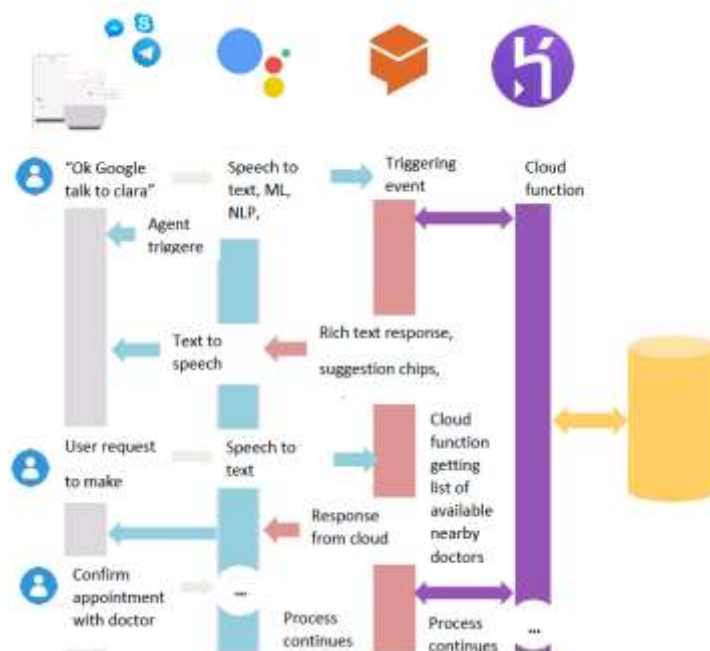 "Ok Google
talk to clara"
Speech to
text, ML,
NLP,
Triggering
event
Cloud
function
Agent
triggere
Text to
speech
Rich text response,
suggestion chips,
User request
to make
Speech to
text
Cloud
function
getting
list of
available
nearby
doctors
Response
from cloud
Confirm
appointment
with doctor
...
Process
continues
Process
continues
...